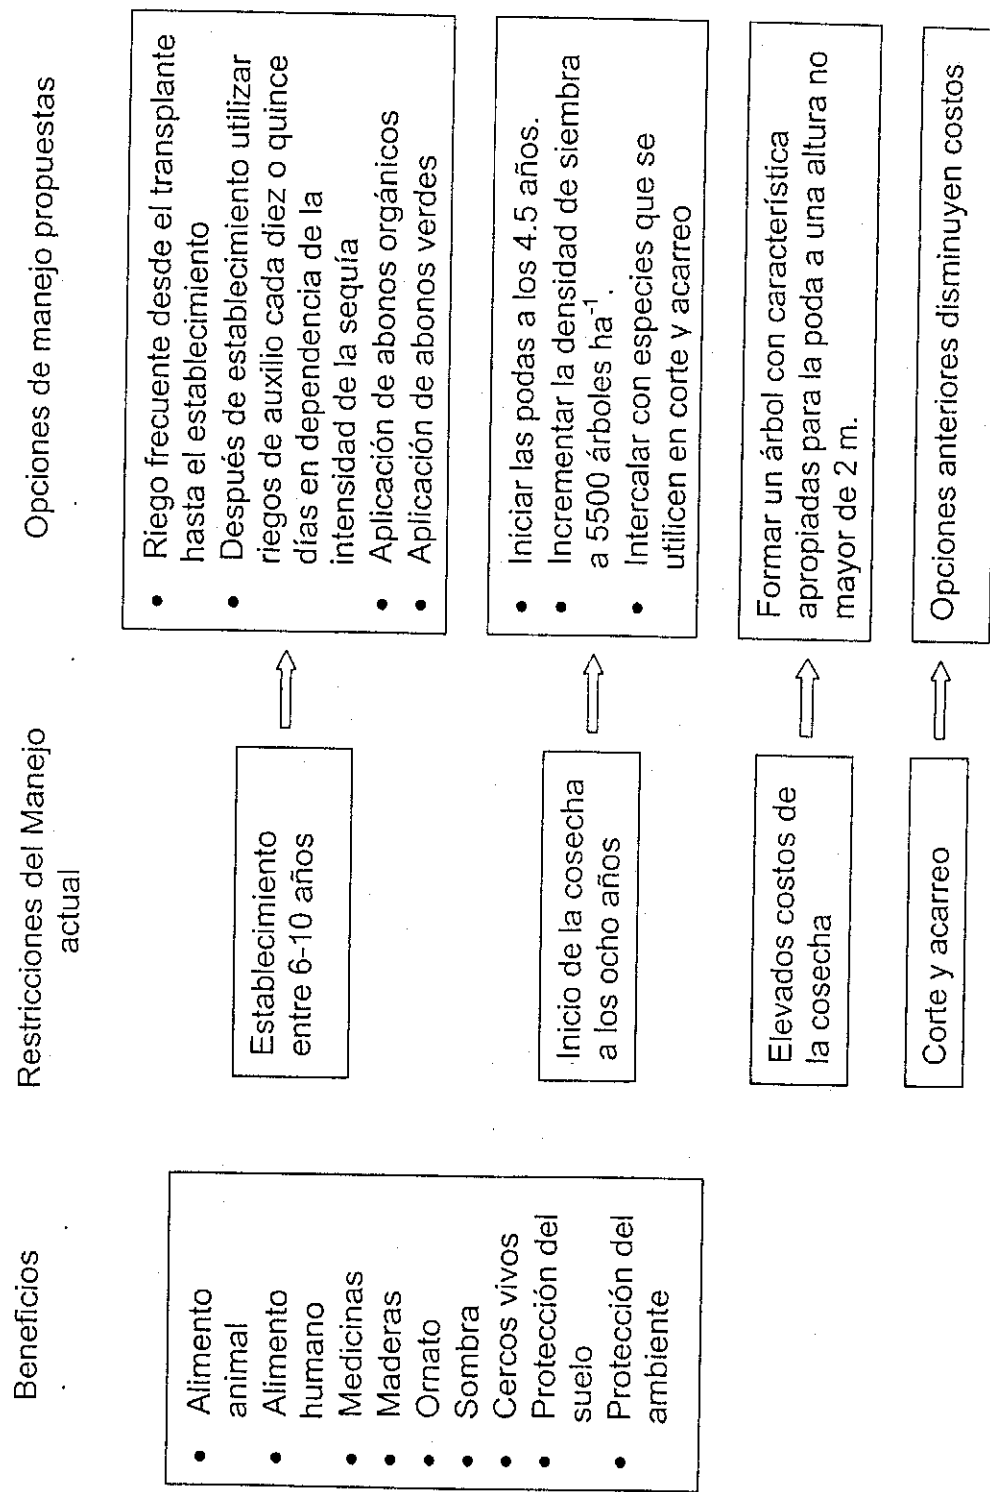 Beneficios
• Alimento
animal
• Alimento
humano
• Medicinas
• Maderas
• Ornato
• Sombra
• Cercos vivos
• Protección del
suelo
• Protección del
ambiente
Restricciones del Manejo
actual
Establecimiento
entre 6-10 años
Inicio de la cosecha
a los ocho años
Elevados costos de
la cosecha
Corte y acarreo
Opciones de manejo propuestas
• Riego frecuente desde el transplante
hasta el establecimiento
• Después de establecimiento utilizar
riegos de auxilio cada diez o quince
días en dependencia de la
intensidad de la sequía
• Aplicación de abonos orgánicos
• Aplicación de abonos verdes
• Iniciar las podas a los 4.5 años.
• Incrementar la densidad de siembra
a 5500 árboles ha⁻¹.
• Intercalar con especies que se
utilicen en corte y acarreo
Formar un árbol con característica
apropiadas para la poda a una altura no
mayor de 2 m.
Opciones anteriores disminuyen costos